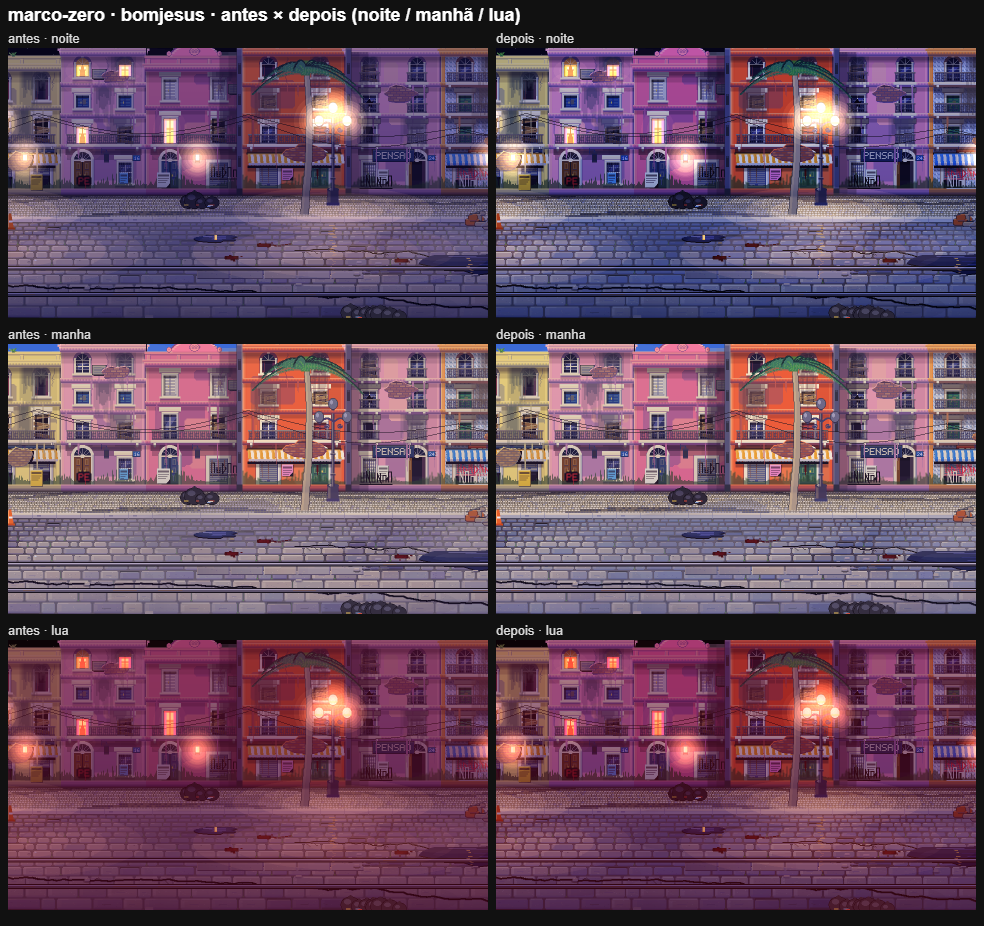 marco-zero · bomjesus · antes × depois (noite / manhã / lua)
antes · noite
depois · noite
PENSÃO
PENSÃO
antes · manha
depois · manha
PENSÃO
PENSÃO
antes · lua
depois · lua
PENSÃO
PENSÃO